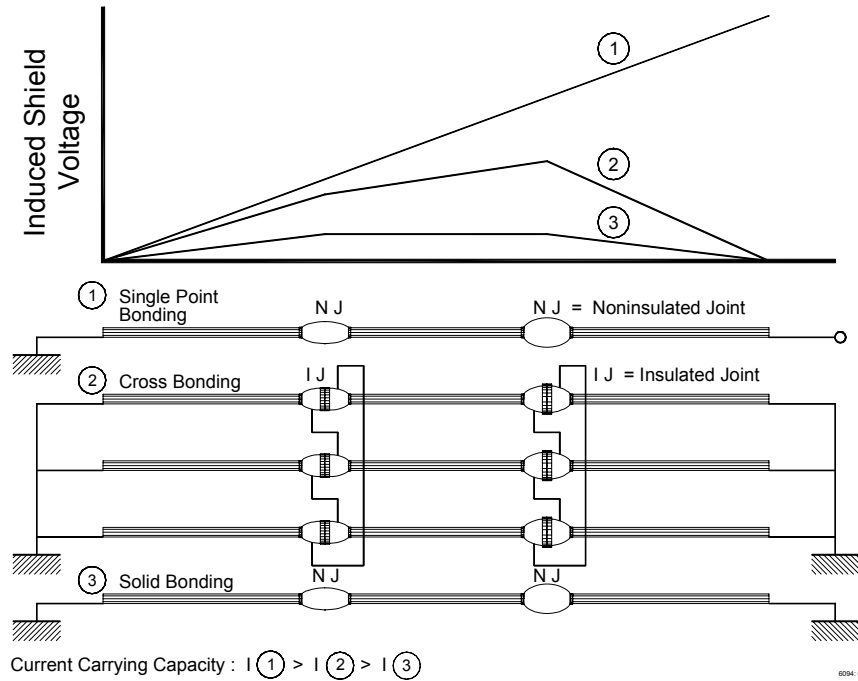 Induced Shield
Voltage
1
2
3
1 Single Point
Bonding
N J
N J = Noninsulated Joint
2 Cross Bonding
I J
I J = Insulated Joint
3 Solid Bonding
N J
N J
Current Carrying Capacity : I 1 > I 2 > I 3